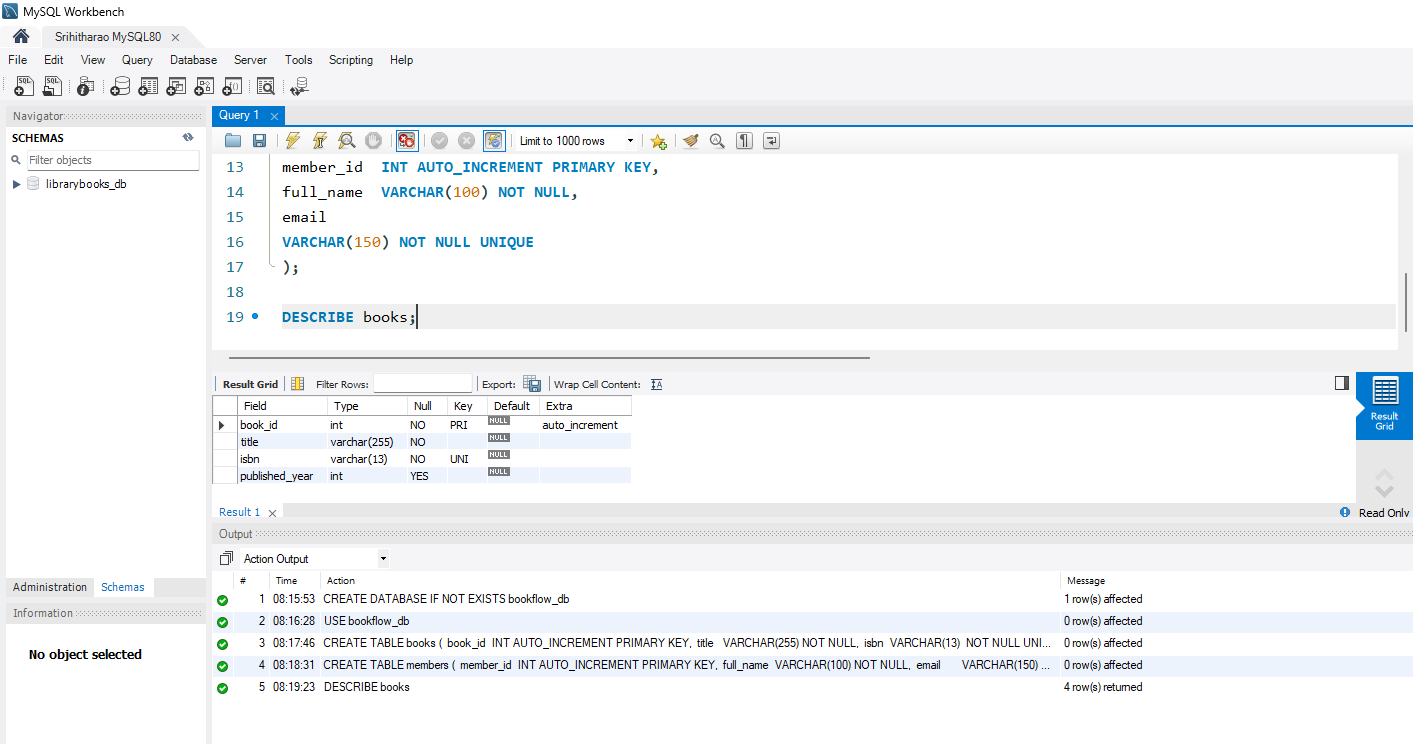 MySQL Workbench
Srihitharao MySQL80
File Edit View Query Database Server Tools Scripting Help
Navigator
SCHEMAS
Filter objects
librarybooks_db
Administration Schemas
Information
No object selected
Query 1
Limit to 1000 rows
13 member_id INT AUTO_INCREMENT PRIMARY KEY,
14 full_name VARCHAR(100) NOT NULL,
15 email
16 VARCHAR(150) NOT NULL UNIQUE
17 );
18
19 DESCRIBE books;
Result Grid Filter Rows: Export: Wrap Cell Content:
Field Type Null Key Default Extra
book_id int NO PRI NULL auto_increment
title varchar(255) NO NULL
isbn varchar(13) NO UNI NULL
published_year int YES NULL
Result Grid
Result 1
Read Only
Output
Action Output
# Time Action Message
1 08:15:53 CREATE DATABASE IF NOT EXISTS bookflow_db 1 row(s) affected
2 08:16:28 USE bookflow_db 0 row(s) affected
3 08:17:46 CREATE TABLE books ( book_id INT AUTO_INCREMENT PRIMARY KEY, title VARCHAR(255) NOT NULL, isbn VARCHAR(13) NOT NULL UNI... 0 row(s) affected
4 08:18:31 CREATE TABLE members ( member_id INT AUTO_INCREMENT PRIMARY KEY, full_name VARCHAR(100) NOT NULL, email VARCHAR(150) ... 0 row(s) affected
5 08:19:23 DESCRIBE books 4 row(s) returned